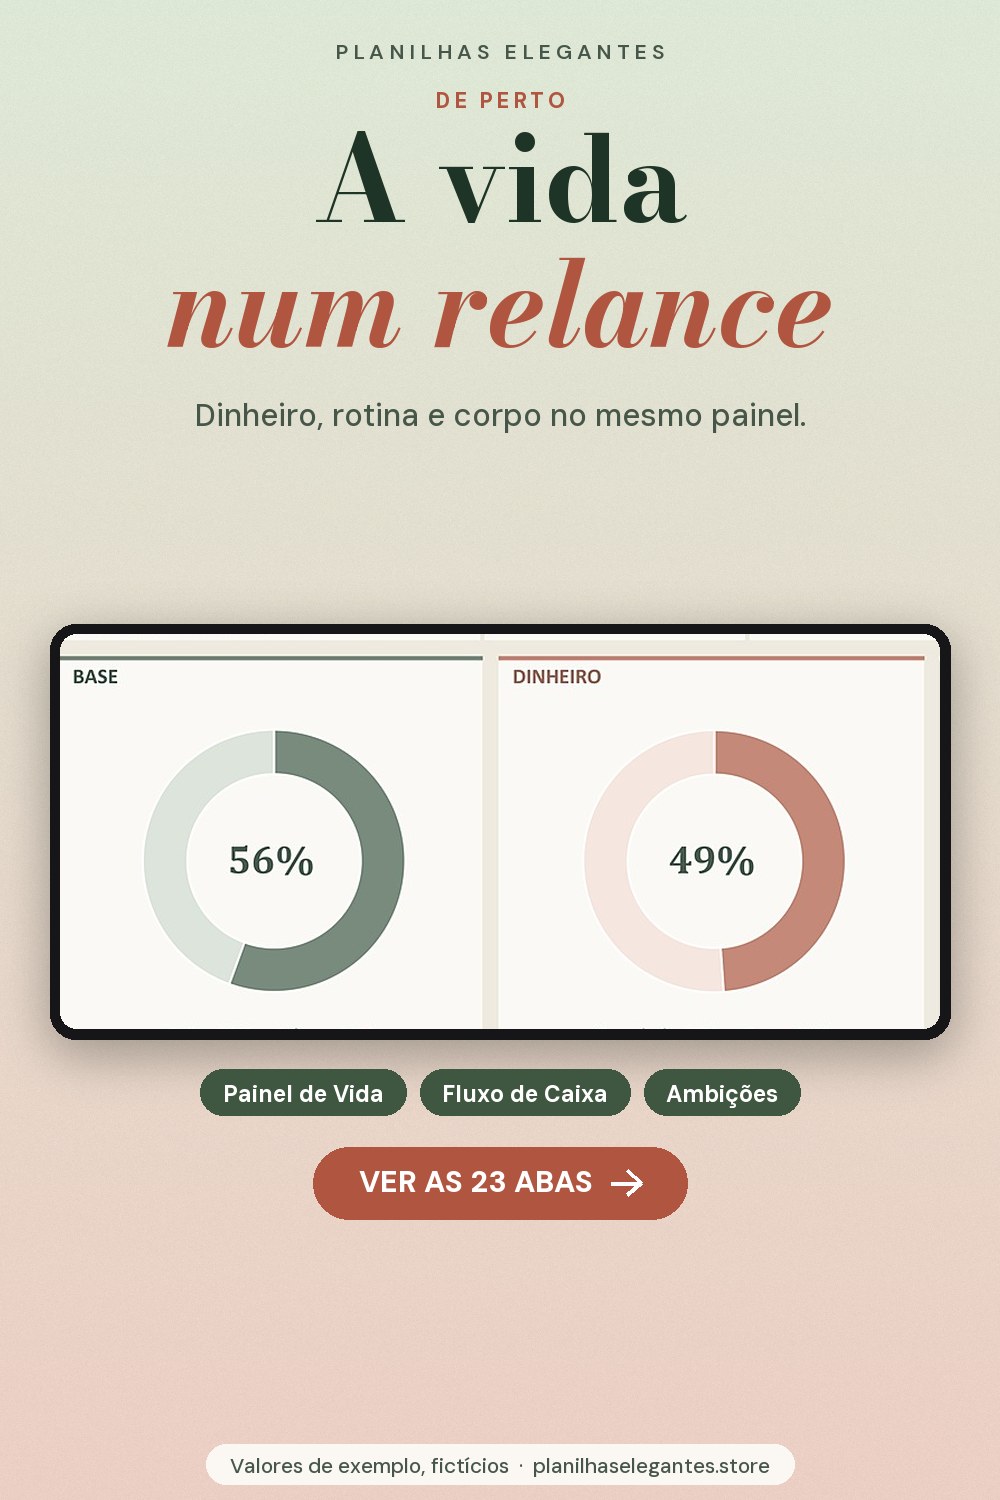 PLANILHAS ELEGANTES
DE PERTO
A vida
num relance
Dinheiro, rotina e corpo no mesmo painel.
BASE
DINHEIRO
56%
49%
Painel de Vida
Fluxo de Caixa
Ambições
VER AS 23 ABAS
Valores de exemplo, fictícios · planilhaselegantes.store